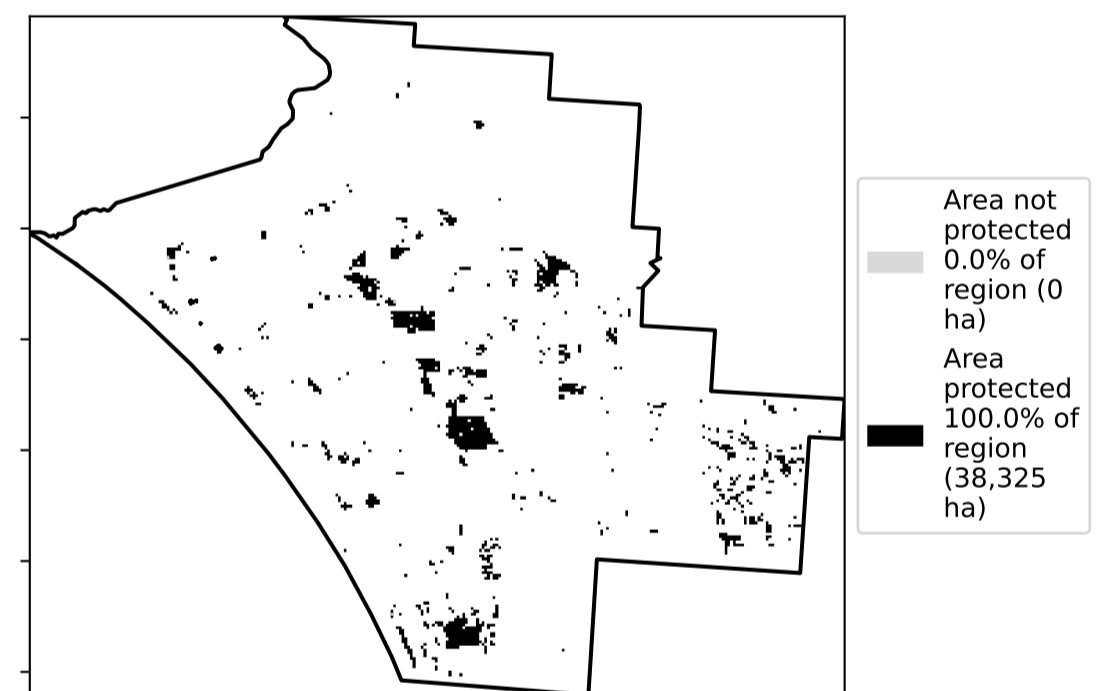 Area not
protected
0.0% of
region (0
ha)
Area
protected
100.0% of
region
(38,325
ha)